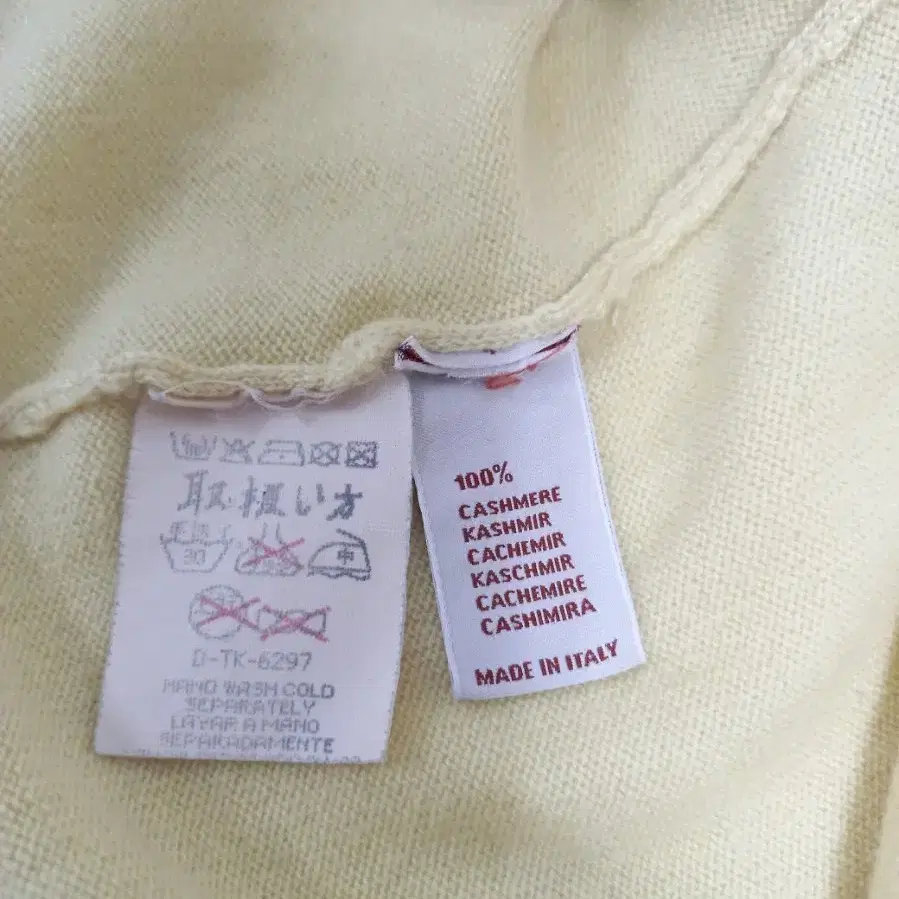 取扱い方
30
中
D-TK-6297
HAND WASH COLD
SEPARATELY
LAVAR A MANO
SEPARADAMENTE
100%
CASHMERE
KASHMIR
CACHEMIR
KASCHMIR
CACHEMIRE
CASHIMIRA
MADE IN ITALY